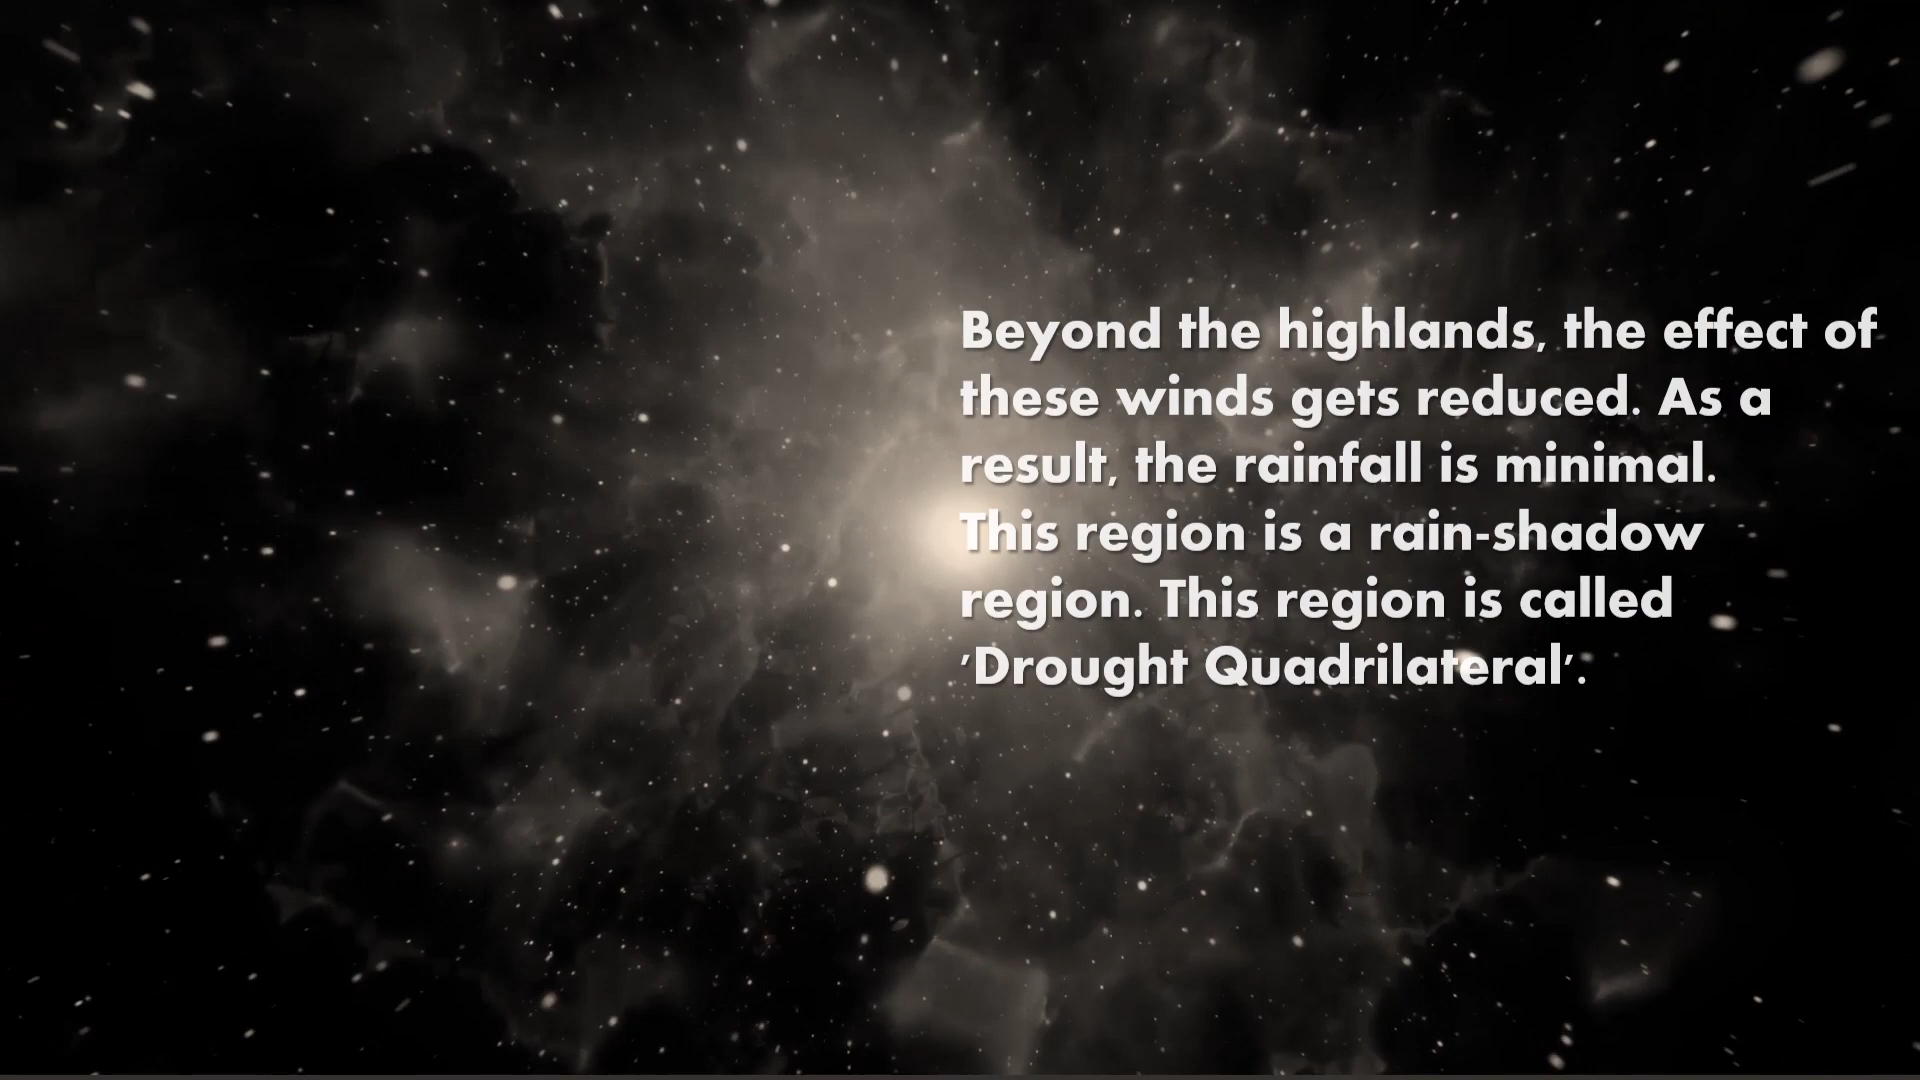 Beyond the highlands, the effect of
these winds gets reduced. As a
result, the rainfall is minimal.
This region is a rain-shadow
region. This region is called
'Drought Quadrilateral'.